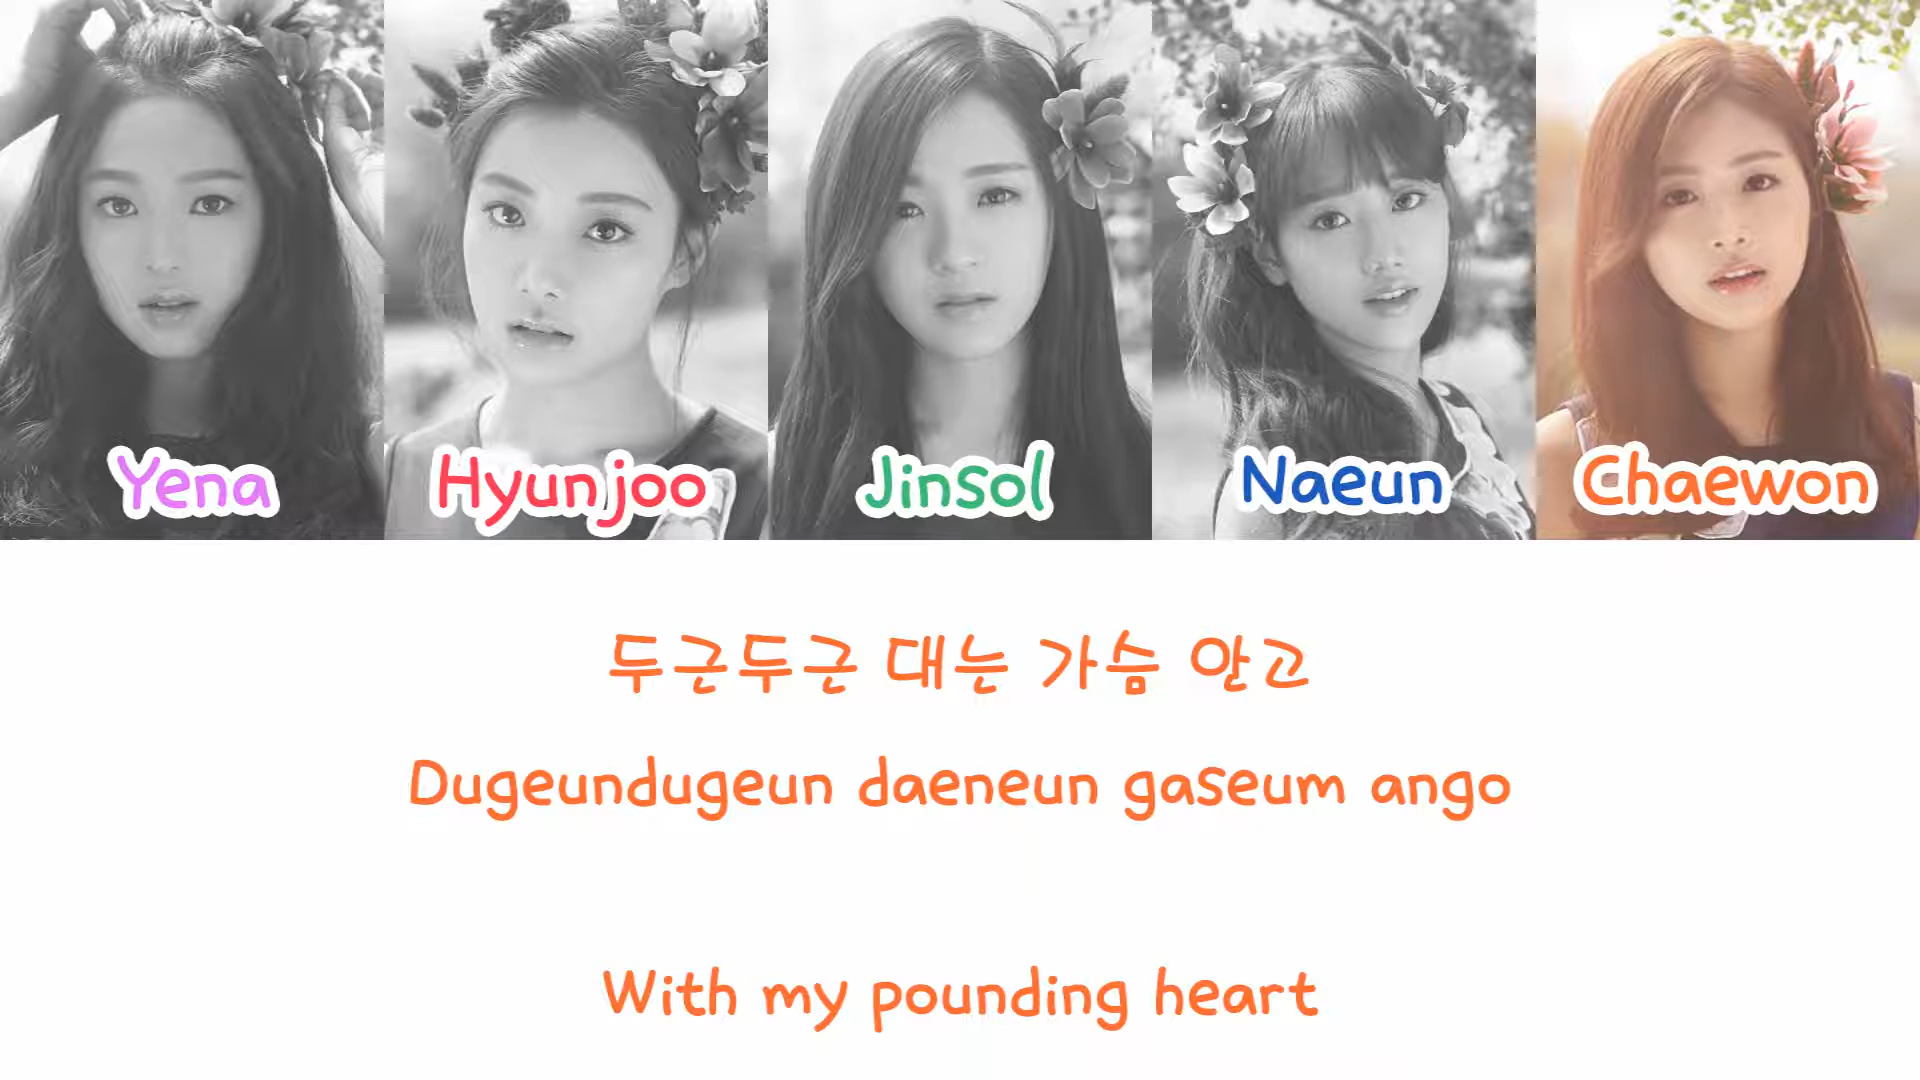 Yena
Hyunjoo
Jinsol
Naeun
Chaewon
두근두근 대는 가슴 안고
Dugeundugeun daeneun gaseum ango
With my pounding heart